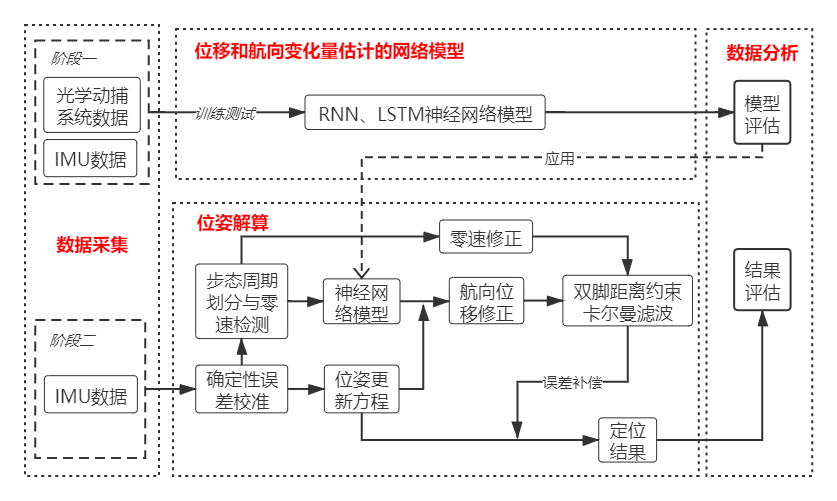 位移和航向变化量估计的网络模型
数据分析
阶段一
光学动捕
系统数据
IMU数据
训练测试
RNN、LSTM神经网络模型
模型
评估
应用
数据采集
位姿解算
零速修正
步态周期
划分与零
速检测
神经网
络模型
航向位
移修正
双脚距离约束
卡尔曼滤波
结果
评估
阶段二
IMU数据
确定性误
差校准
位姿更
新方程
误差补偿
定位
结果